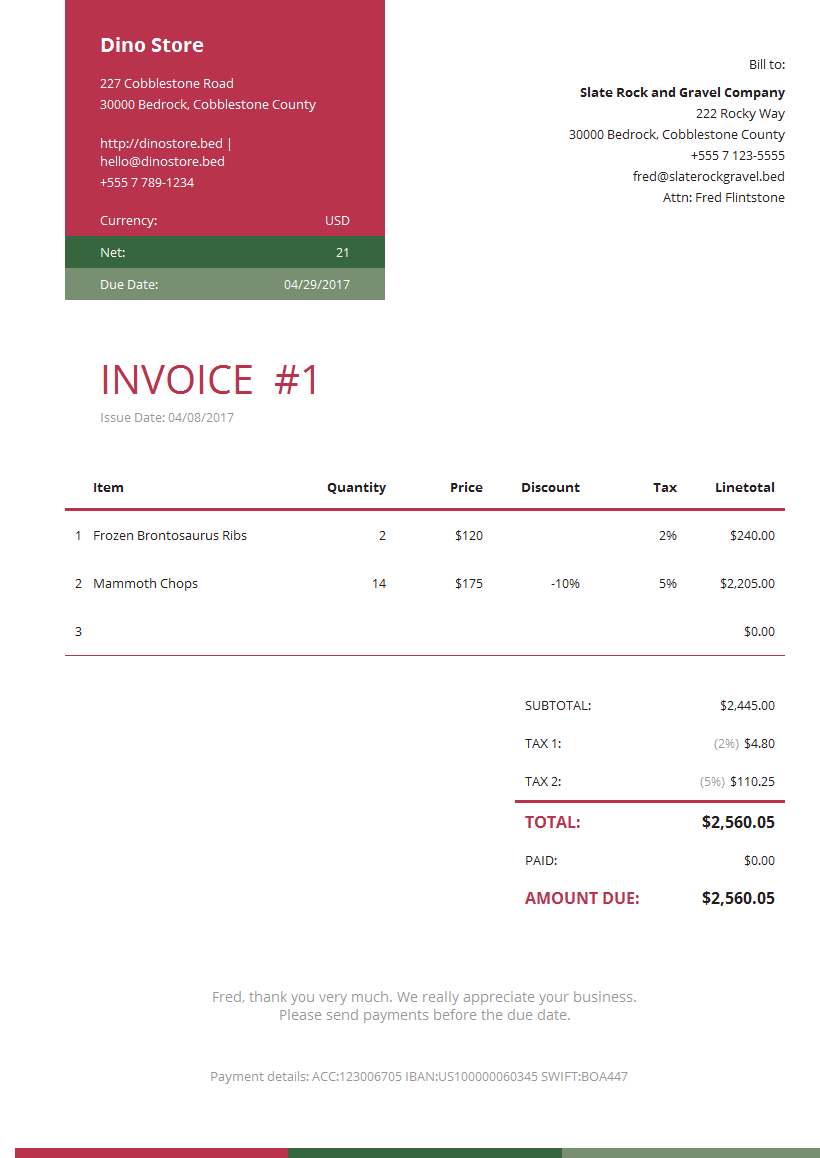 Dino Store
227 Cobblestone Road
30000 Bedrock, Cobblestone County
http://dinostore.bed |
hello@dinostore.bed
+555 7 789-1234
Currency: USD
Net: 21
Due Date: 04/29/2017
Bill to:
Slate Rock and Gravel Company
222 Rocky Way
30000 Bedrock, Cobblestone County
+555 7 123-5555
fred@slaterockgravel.bed
Attn: Fred Flintstone
INVOICE #1
Issue Date: 04/08/2017
Item Quantity Price Discount Tax Linetotal
1 Frozen Brontosaurus Ribs 2 $120 2% $240.00
2 Mammoth Chops 14 $175 -10% 5% $2,205.00
3 $0.00
SUBTOTAL: $2,445.00
TAX 1: (2%) $4.80
TAX 2: (5%) $110.25
TOTAL: $2,560.05
PAID: $0.00
AMOUNT DUE: $2,560.05
Fred, thank you very much. We really appreciate your business.
Please send payments before the due date.
Payment details: ACC:123006705 IBAN:US100000060345 SWIFT:BOA447